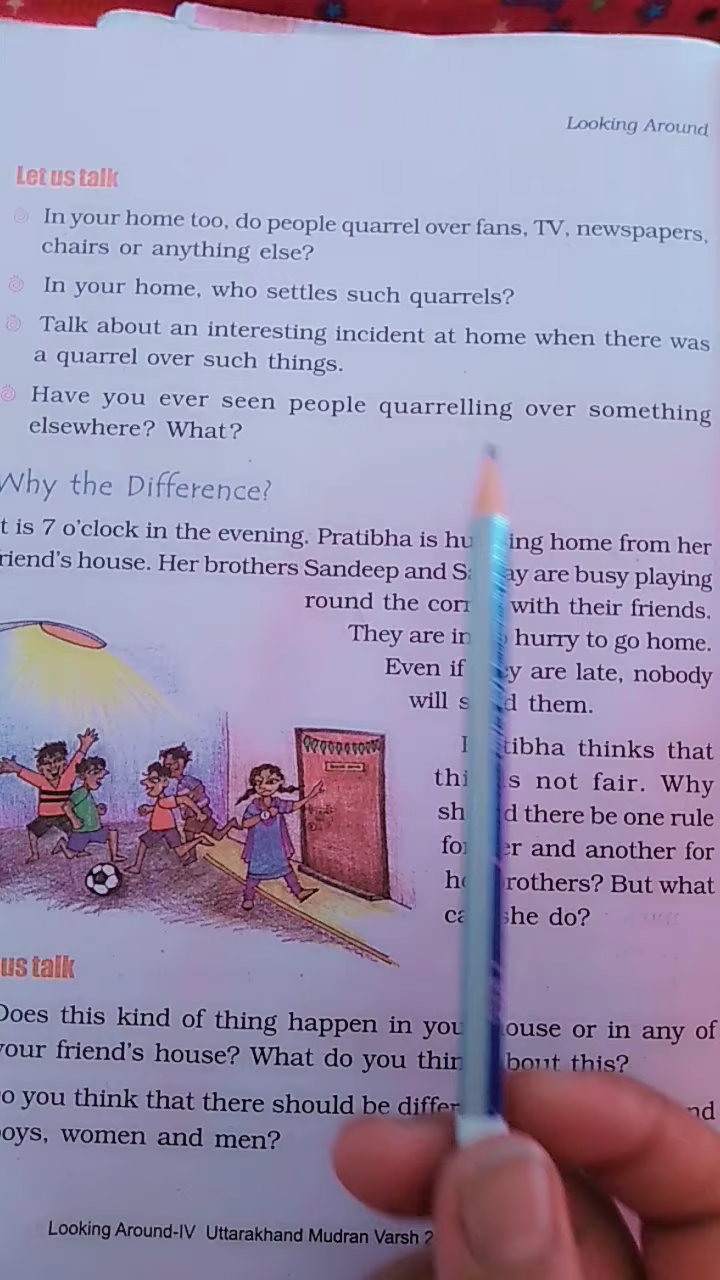 Looking Around
Let us talk
In your home too, do people quarrel over fans, TV, newspapers,
chairs or anything else?
In your home, who settles such quarrels?
Talk about an interesting incident at home when there was
a quarrel over such things.
Have you ever seen people quarrelling over something
elsewhere? What?
Why the Difference?
t is 7 o'clock in the evening. Pratibha is hu ing home from her
riend's house. Her brothers Sandeep and S ay are busy playing
round the cor with their friends.
They are in hurry to go home.
Even if ey are late, nobody
will s d them.
tibha thinks that
thi s not fair. Why
sh d there be one rule
for er and another for
he rothers? But what
ca she do?
us talk
Does this kind of thing happen in you ouse or in any of
your friend's house? What do you thin bout this?
o you think that there should be differ nd
oys, women and men?
Looking Around-IV Uttarakhand Mudran Varsh 2